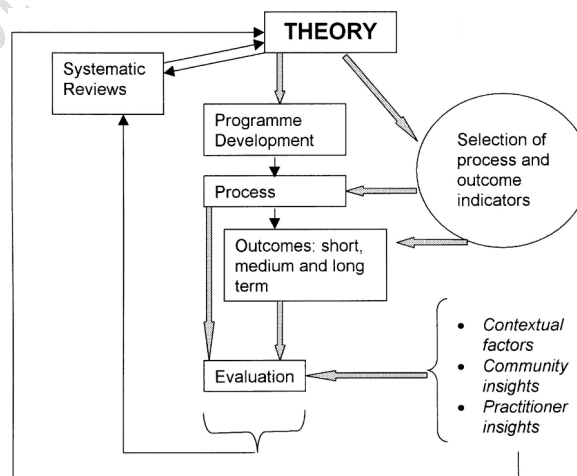 THEORY
Systematic
Reviews
Programme
Development
Selection of
process and
outcome
indicators
Process
Outcomes: short,
medium and long
term
• Contextual
factors
• Community
insights
• Practitioner
insights
Evaluation